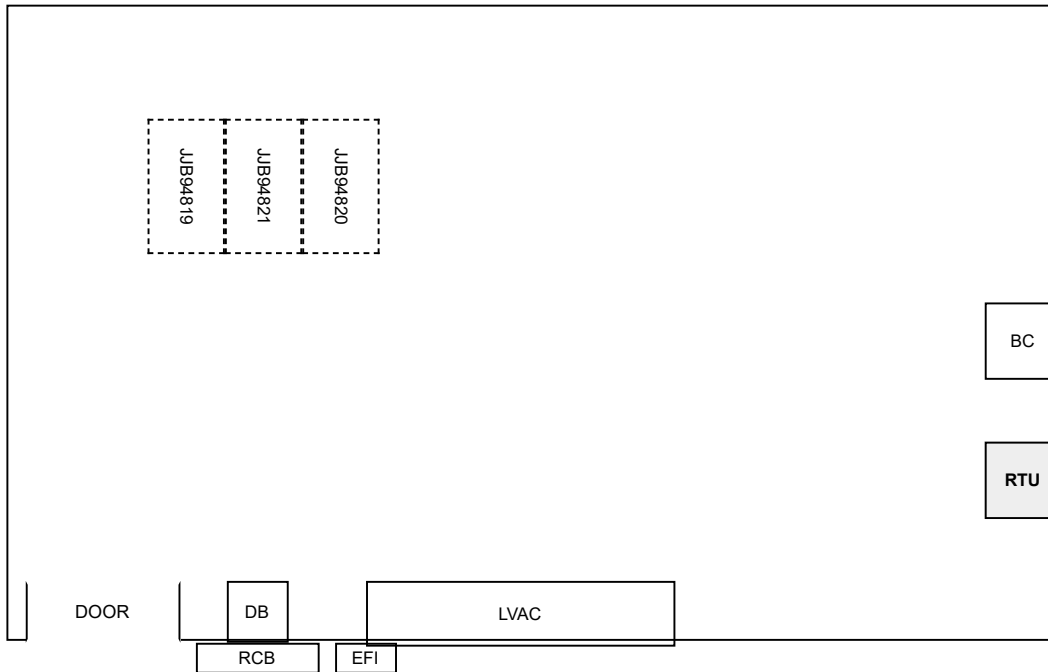 JJB94819
JJB94821
JJB94820
BC
RTU
DOOR
DB
LVAC
RCB
EFI